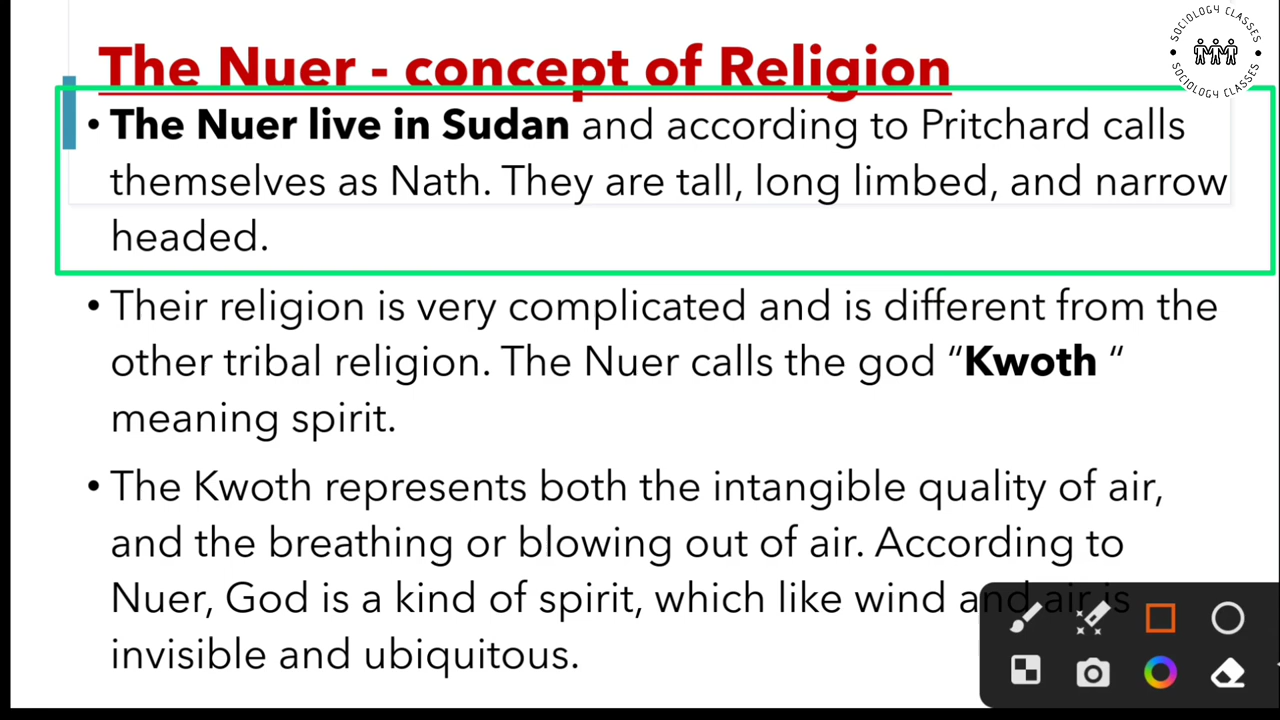 SOCIOLOGY CLASSES
SOCIOLOGY CLASSES
The Nuer - concept of Religion
• The Nuer live in Sudan and according to Pritchard calls
themselves as Nath. They are tall, long limbed, and narrow
headed.
• Their religion is very complicated and is different from the
other tribal religion. The Nuer calls the god “Kwoth “
meaning spirit.
• The Kwoth represents both the intangible quality of air,
and the breathing or blowing out of air. According to
Nuer, God is a kind of spirit, which like wind and air is
invisible and ubiquitous.